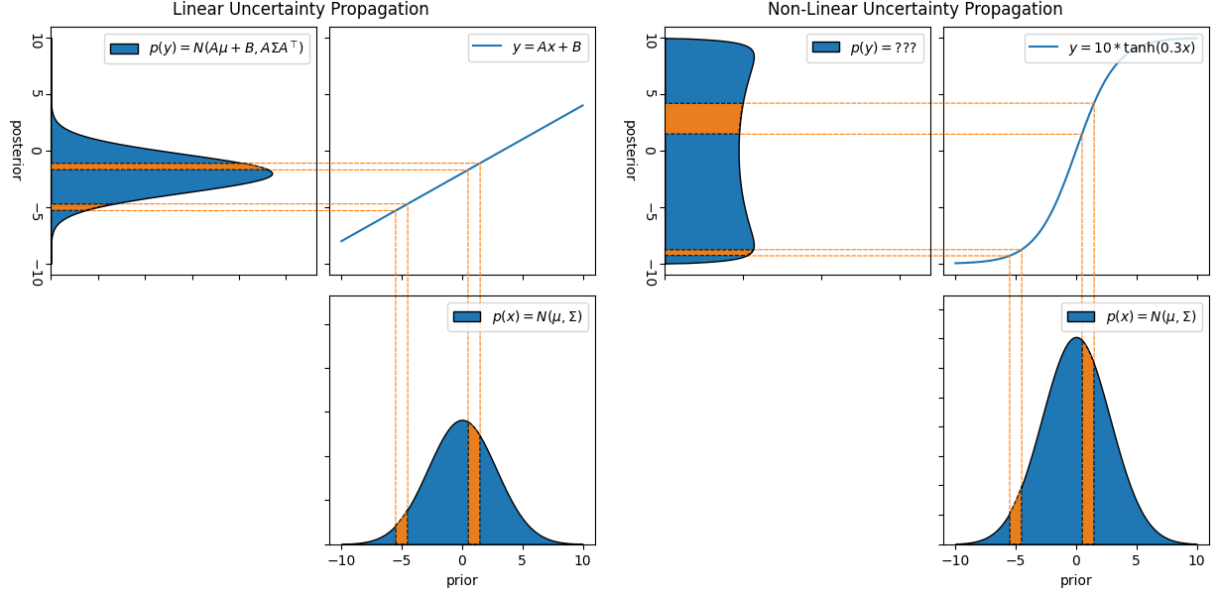 Linear Uncertainty Propagation
p(y) = N(Aμ + B, AΣA⊤)
y = Ax + B
10
5
0
−5
−10
posterior
p(x) = N(μ, Σ)
−10 −5 0 5 10
prior
Non-Linear Uncertainty Propagation
p(y) = ???
y = 10 * tanh(0.3x)
10
5
0
−5
−10
posterior
p(x) = N(μ, Σ)
−10 −5 0 5 10
prior